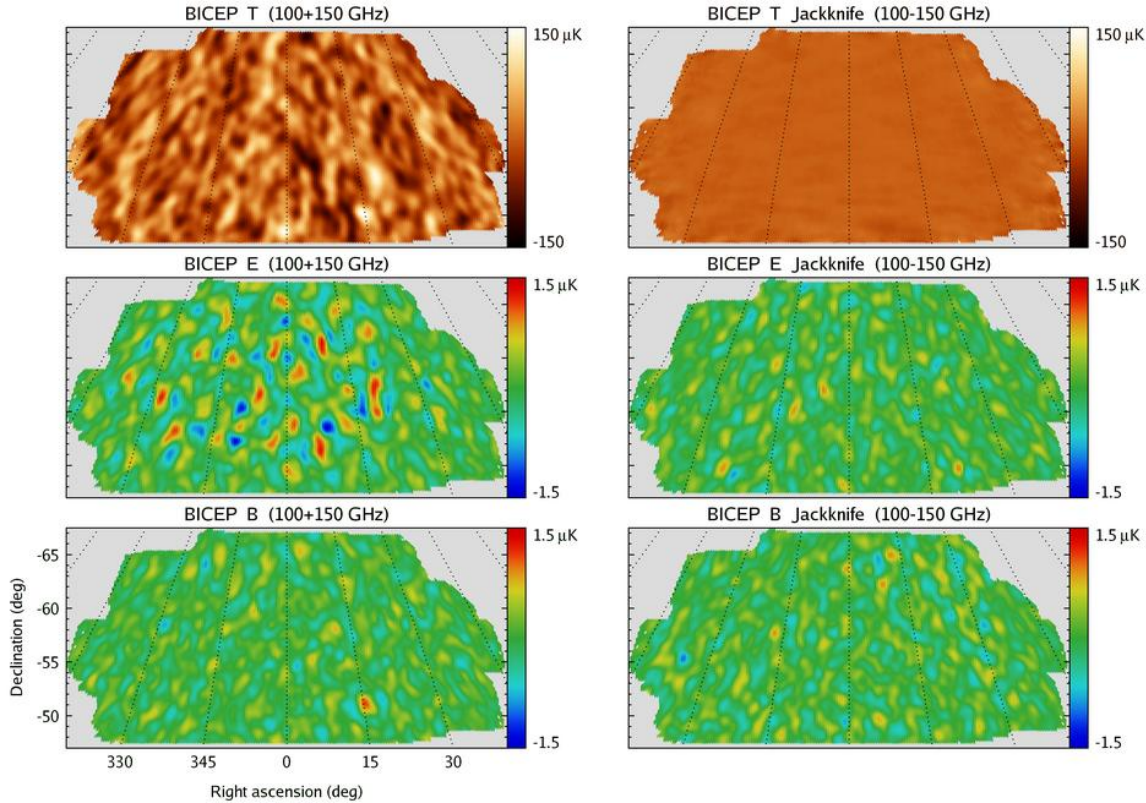 BICEP T (100+150 GHz)
150 μK
-150
BICEP T Jackknife (100-150 GHz)
150 μK
-150
BICEP E (100+150 GHz)
1.5 μK
-1.5
BICEP E Jackknife (100-150 GHz)
1.5 μK
-1.5
BICEP B (100+150 GHz)
1.5 μK
-1.5
BICEP B Jackknife (100-150 GHz)
1.5 μK
-1.5
-65
-60
-55
-50
Declination (deg)
330 345 0 15 30
Right ascension (deg)